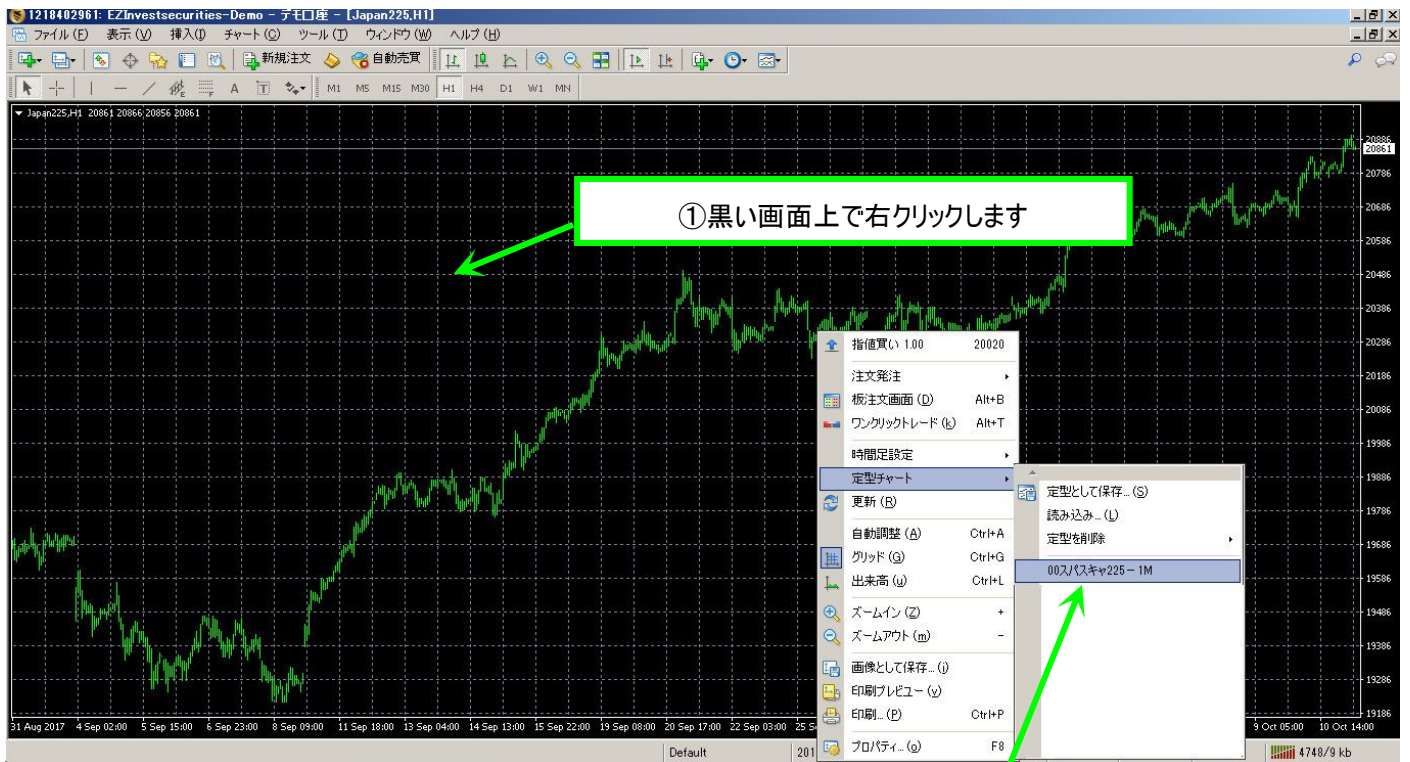 1218402961: EZInvestsecurities-Demo - デモ口座 - [Japan225,H1]
ファイル (F) 表示 (V) 挿入(I) チャート (C) ツール (T) ウィンドウ (W) ヘルプ (H)
新規注文 自動売買
A T M1 M5 M15 M30 H1 H4 D1 W1 MN
Japan225,H1 20861 20866 20856 20861
20886
20861
20786
①黒い画面上で右クリックします
20686
20586
20486
20386
20286
20186
20086
19986
19886
19786
19686
19586
19486
19386
19286
19186
指値買い 1.00 20020
注文発注
板注文画面 (D) Alt+B
ワンクリックトレード (k) Alt+T
時間足設定
定型チャート
更新 (R)
自動調整 (A) Ctrl+A
グリッド (G) Ctrl+G
出来高 (u) Ctrl+L
ズームイン (Z) +
ズームアウト (m) -
画像として保存... (i)
印刷プレビュー (v)
印刷... (P) Ctrl+P
プロパティ... (o) F8
定型として保存... (S)
読み込み... (L)
定型を削除
00スパスキャ225-1M
31 Aug 2017 4 Sep 02:00 5 Sep 15:00 6 Sep 23:00 8 Sep 09:00 11 Sep 18:00 13 Sep 04:00 14 Sep 13:00 15 Sep 22:00 19 Sep 08:00 20 Sep 17:00 22 Sep 03:00 25 S 9 Oct 05:00 10 Oct 14:00
Default 201 4748/9 kb